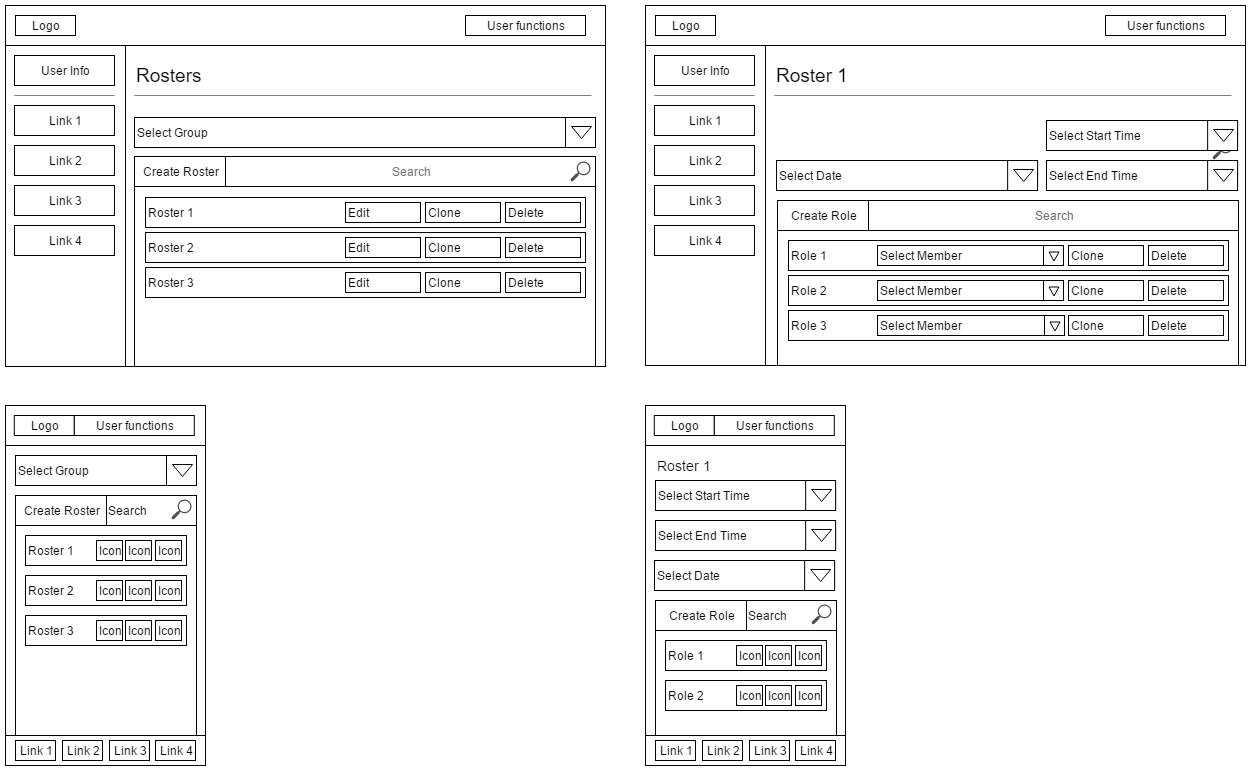 Logo
User functions
User Info
Rosters
Link 1
Link 2
Link 3
Link 4
Select Group
Create Roster Search
Roster 1 Edit Clone Delete
Roster 2 Edit Clone Delete
Roster 3 Edit Clone Delete
Logo
User functions
User Info
Roster 1
Link 1
Link 2
Link 3
Link 4
Select Start Time
Select Date
Select End Time
Create Role Search
Role 1 Select Member Clone Delete
Role 2 Select Member Clone Delete
Role 3 Select Member Clone Delete
Logo User functions
Select Group
Create Roster Search
Roster 1 Icon Icon Icon
Roster 2 Icon Icon Icon
Roster 3 Icon Icon Icon
Link 1 Link 2 Link 3 Link 4
Logo User functions
Roster 1
Select Start Time
Select End Time
Select Date
Create Role Search
Role 1 Icon Icon Icon
Role 2 Icon Icon Icon
Link 1 Link 2 Link 3 Link 4